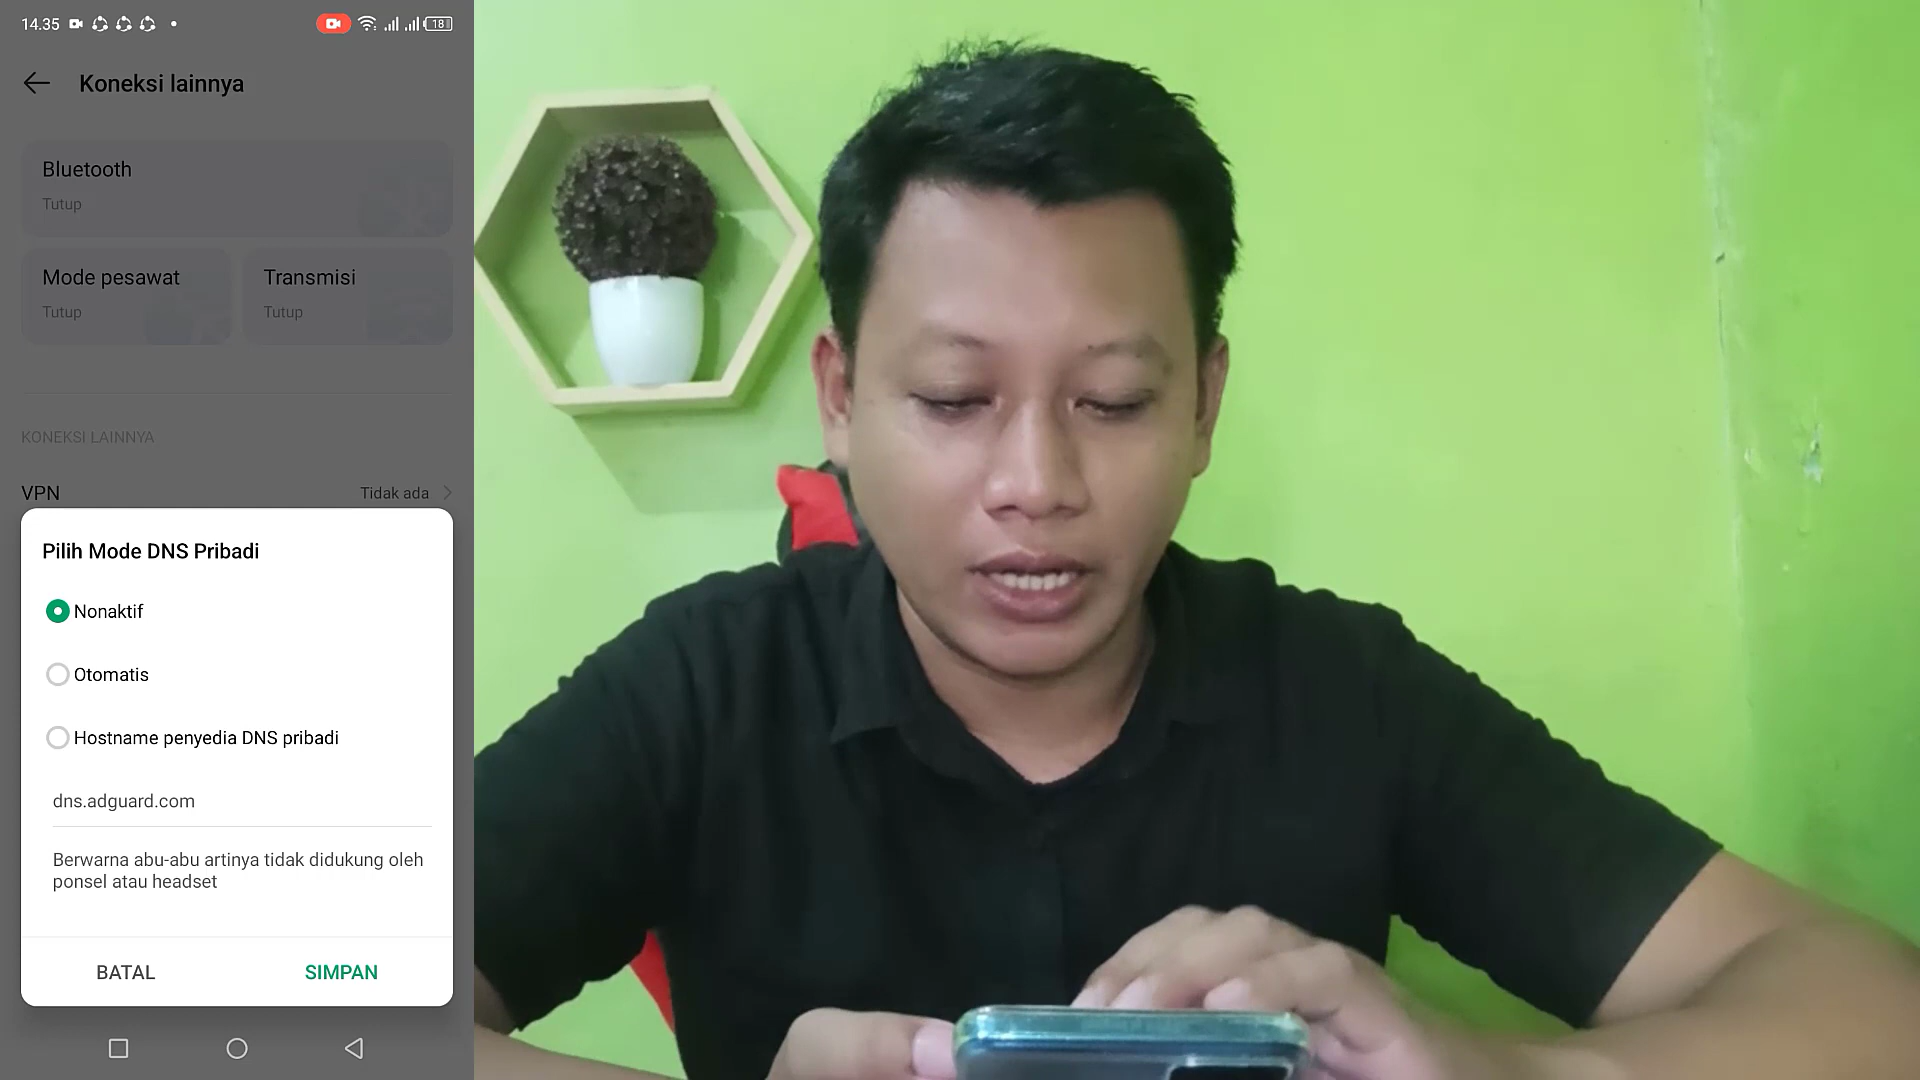 14.35
18
Koneksi lainnya
Bluetooth
Tutup
Mode pesawat
Tutup
Transmisi
Tutup
KONEKSI LAINNYA
VPN
Tidak ada
Pilih Mode DNS Pribadi
Nonaktif
Otomatis
Hostname penyedia DNS pribadi
dns.adguard.com
Berwarna abu-abu artinya tidak didukung oleh
ponsel atau headset
BATAL
SIMPAN